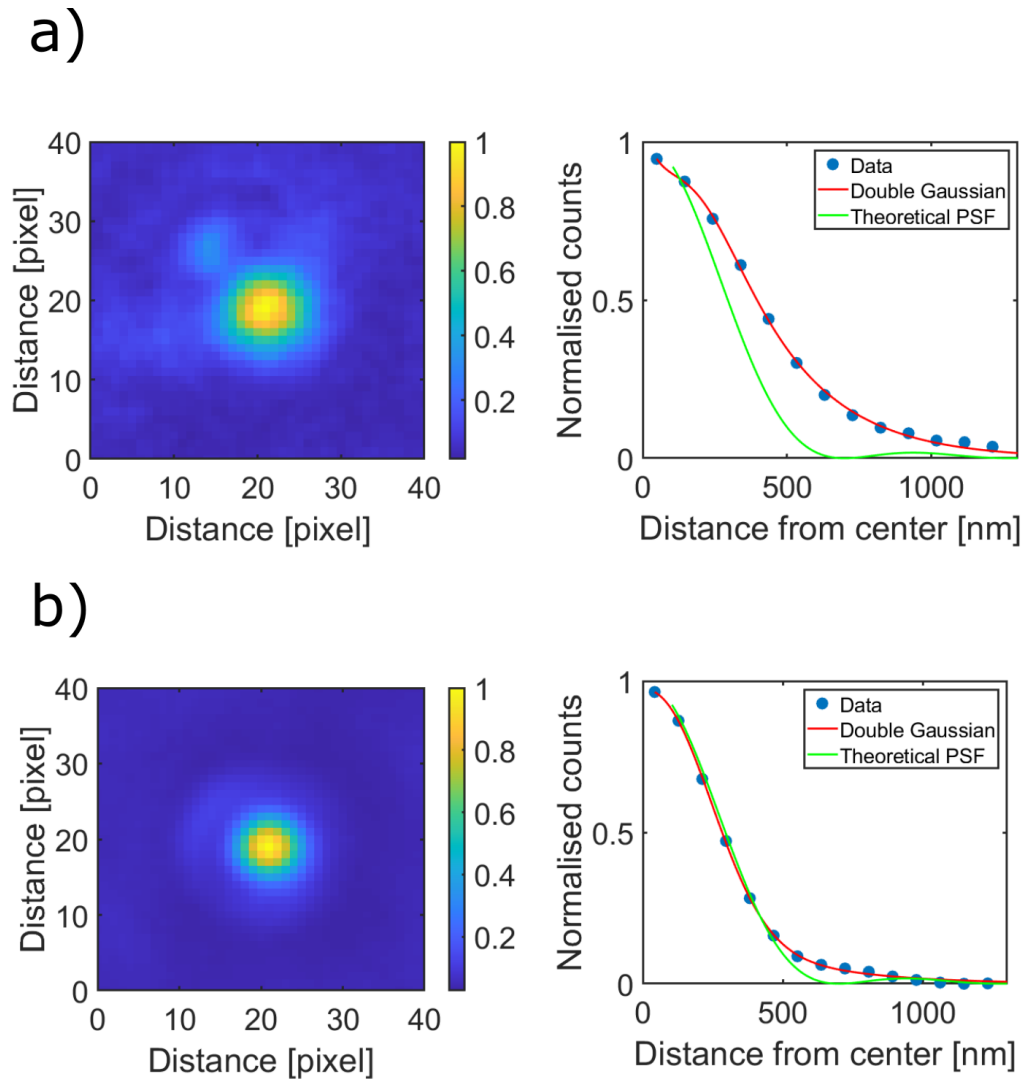 a)
40
30
20
10
0
0 10 20 30 40
Distance [pixel]
Distance [pixel]
1
0.8
0.6
0.4
0.2
1
0.5
0
0 500 1000
Normalised counts
Distance from center [nm]
Data
Double Gaussian
Theoretical PSF
b)
40
30
20
10
0
0 10 20 30 40
Distance [pixel]
Distance [pixel]
1
0.8
0.6
0.4
0.2
1
0.5
0
0 500 1000
Normalised counts
Distance from center [nm]
Data
Double Gaussian
Theoretical PSF